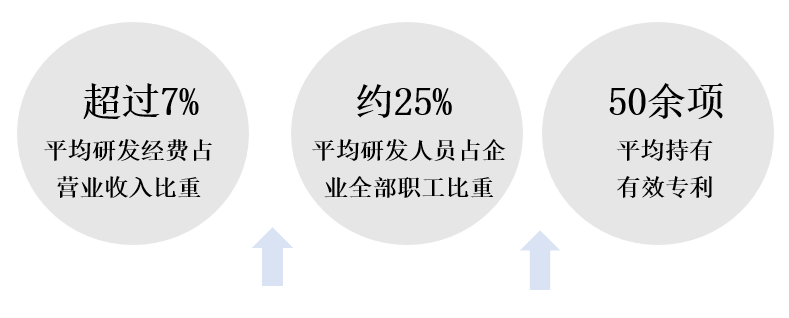 超过7%
平均研发经费占
营业收入比重
约25%
平均研发人员占企
业全部职工比重
50余项
平均持有
有效专利